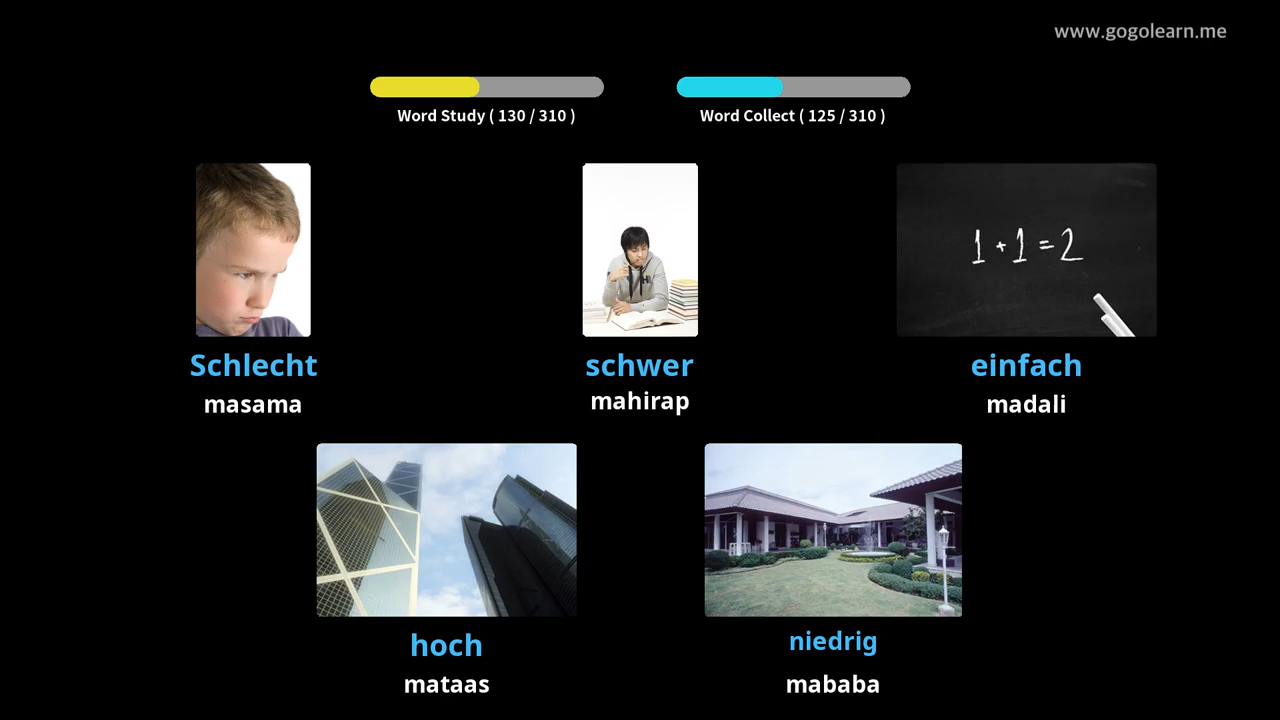 www.gogolearn.me
Word Study ( 130 / 310 )
Word Collect ( 125 / 310 )
1 + 1 = 2
Schlecht
schwer
einfach
masama
mahirap
madali
hoch
niedrig
mataas
mababa